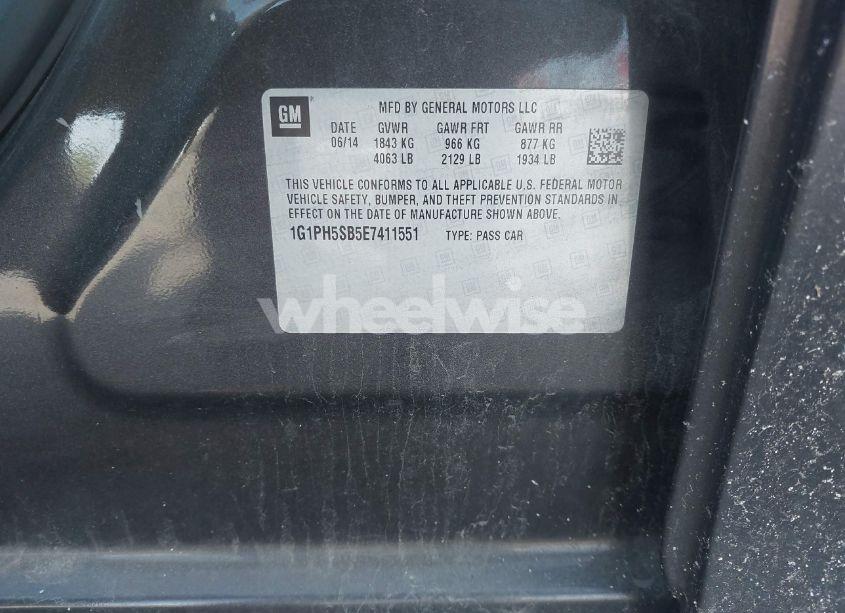 GM
MFD BY GENERAL MOTORS LLC
DATE GVWR GAWR FRT GAWR RR
06/14 1843 KG 966 KG 877 KG
4063 LB 2129 LB 1934 LB
THIS VEHICLE CONFORMS TO ALL APPLICABLE U.S. FEDERAL MOTOR
VEHICLE SAFETY, BUMPER, AND THEFT PREVENTION STANDARDS IN
EFFECT ON THE DATE OF MANUFACTURE SHOWN ABOVE.
1G1PH5SB5E7411551 TYPE: PASS CAR
wheelwise